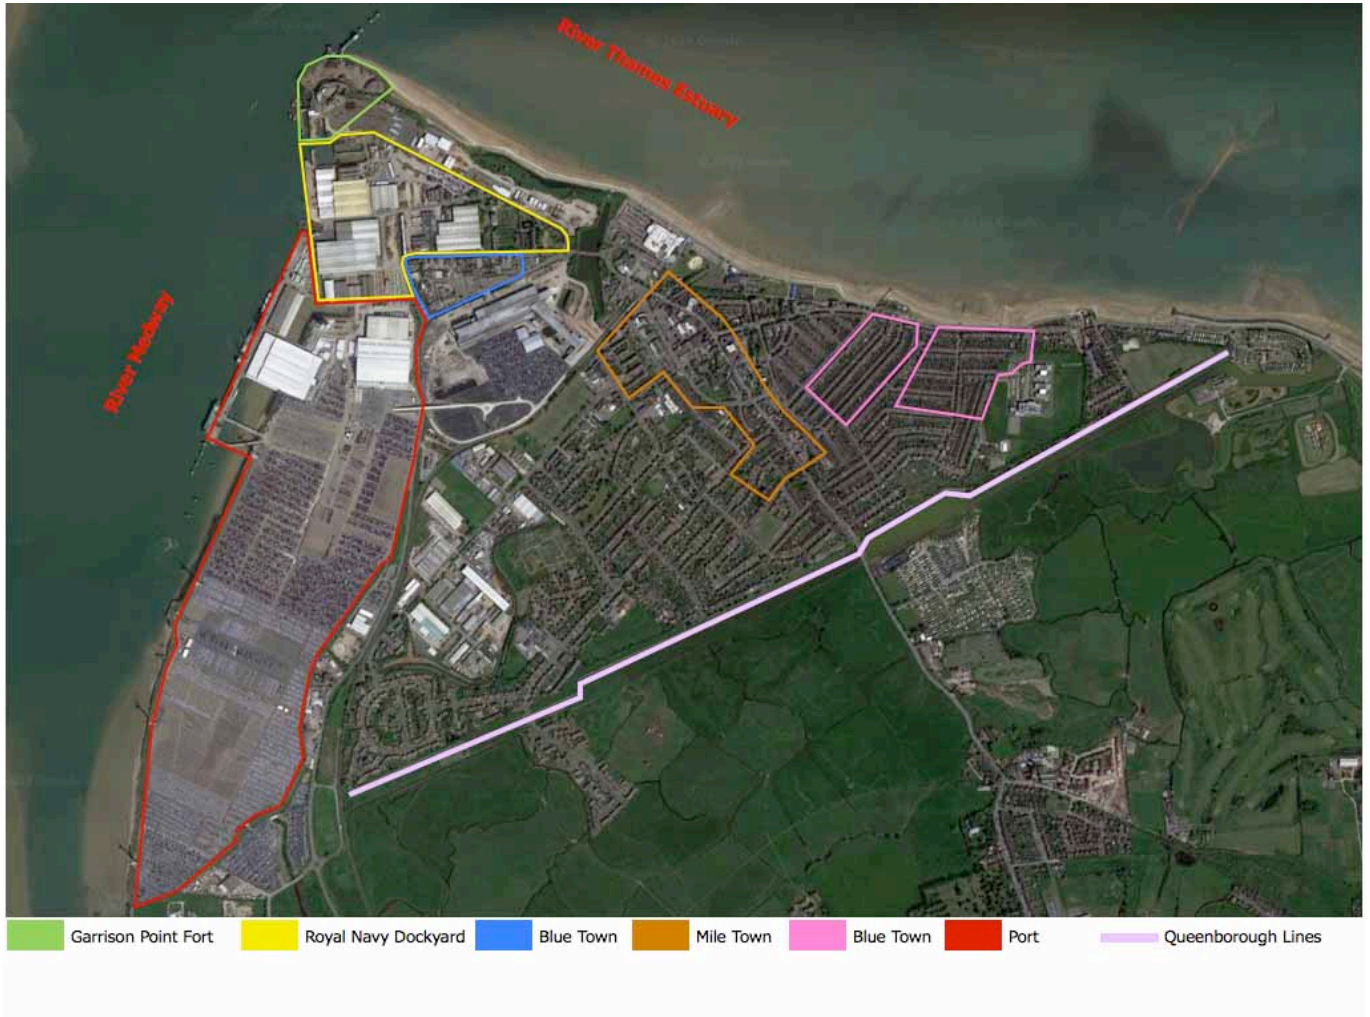 River Thames Estuary
River Medway
Garrison Point Fort
Royal Navy Dockyard
Blue Town
Mile Town
Blue Town
Port
Queenborough Lines